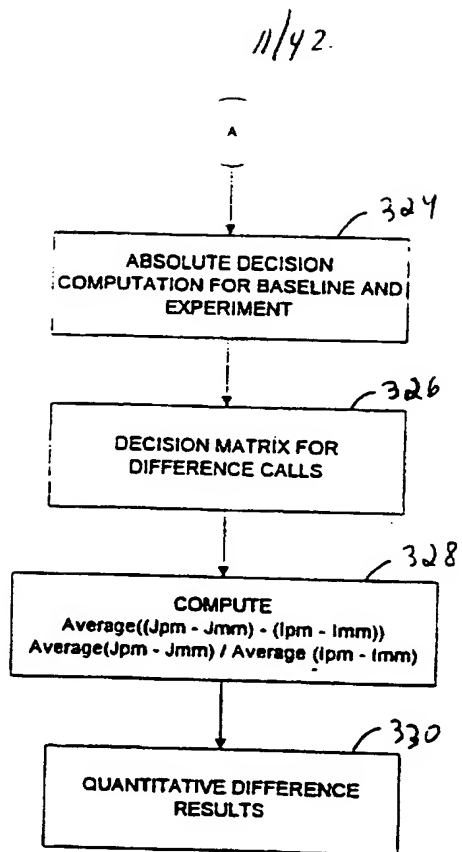 11/42.
A
324
ABSOLUTE DECISION
COMPUTATION FOR BASELINE AND
EXPERIMENT
326
DECISION MATRIX FOR
DIFFERENCE CALLS
328
COMPUTE
Average((Jpm - Jmm) - (Ipm - Imm))
Average(Jpm - Jmm) / Average (Ipm - Imm)
330
QUANTITATIVE DIFFERENCE
RESULTS